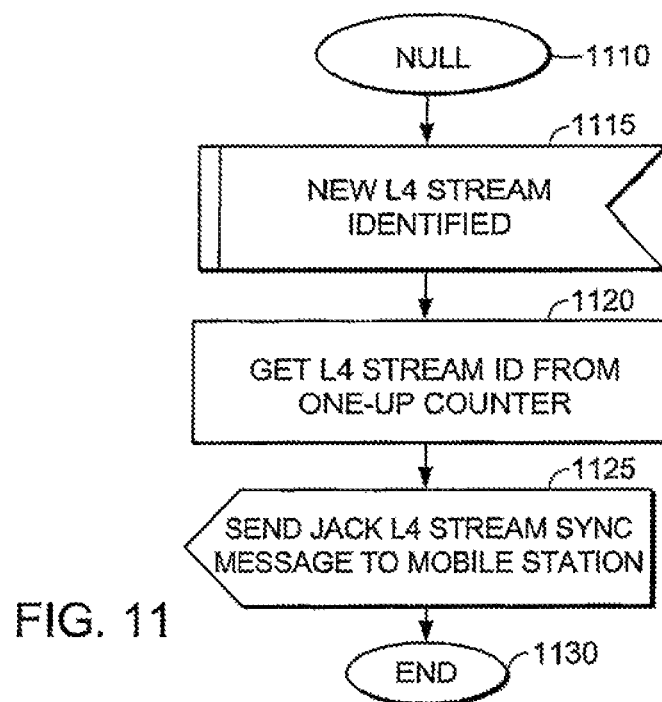 NULL
1110
1115
NEW L4 STREAM
IDENTIFIED
1120
GET L4 STREAM ID FROM
ONE-UP COUNTER
1125
SEND JACK L4 STREAM SYNC
MESSAGE TO MOBILE STATION
FIG. 11
1130
END